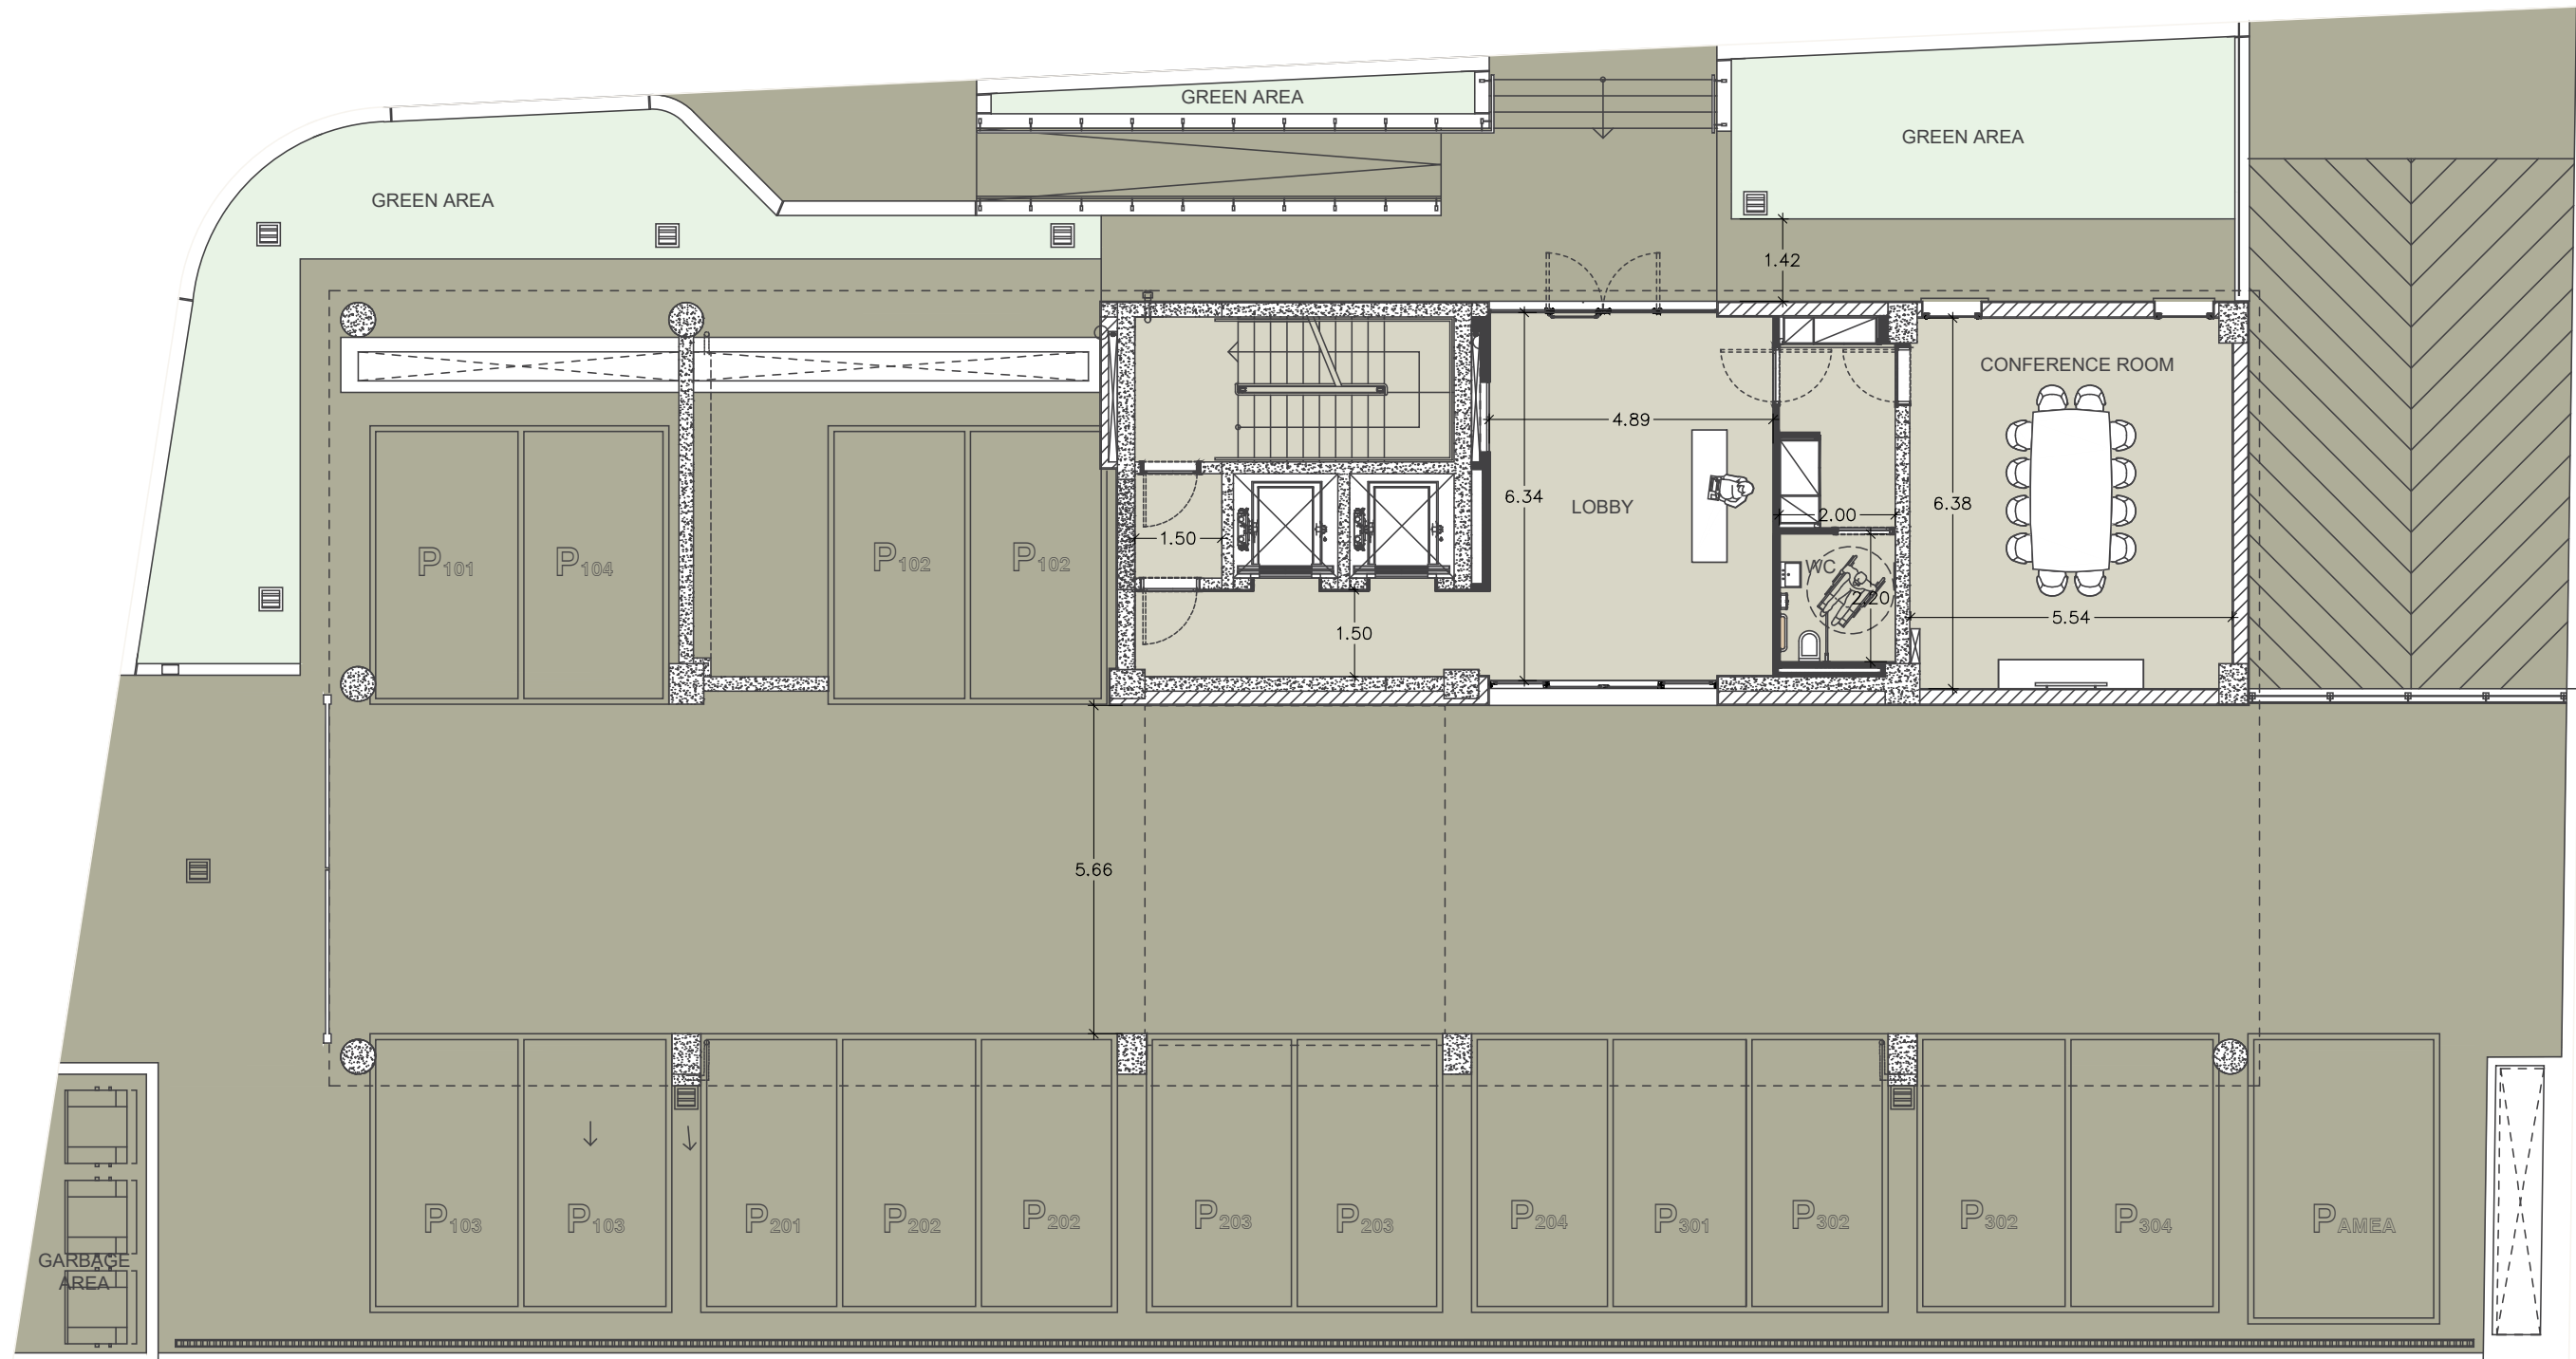 GREEN AREA
GREEN AREA
GREEN AREA
1.42
CONFERENCE ROOM
4.89
6.34
LOBBY
6.38
2.00
1.50
P101
P104
P102
P102
WC
2.20
5.54
1.50
5.66
P103
P103
P201
P202
P202
P203
P203
P204
P301
P302
P302
P304
PAMEA
GARBAGE
AREA